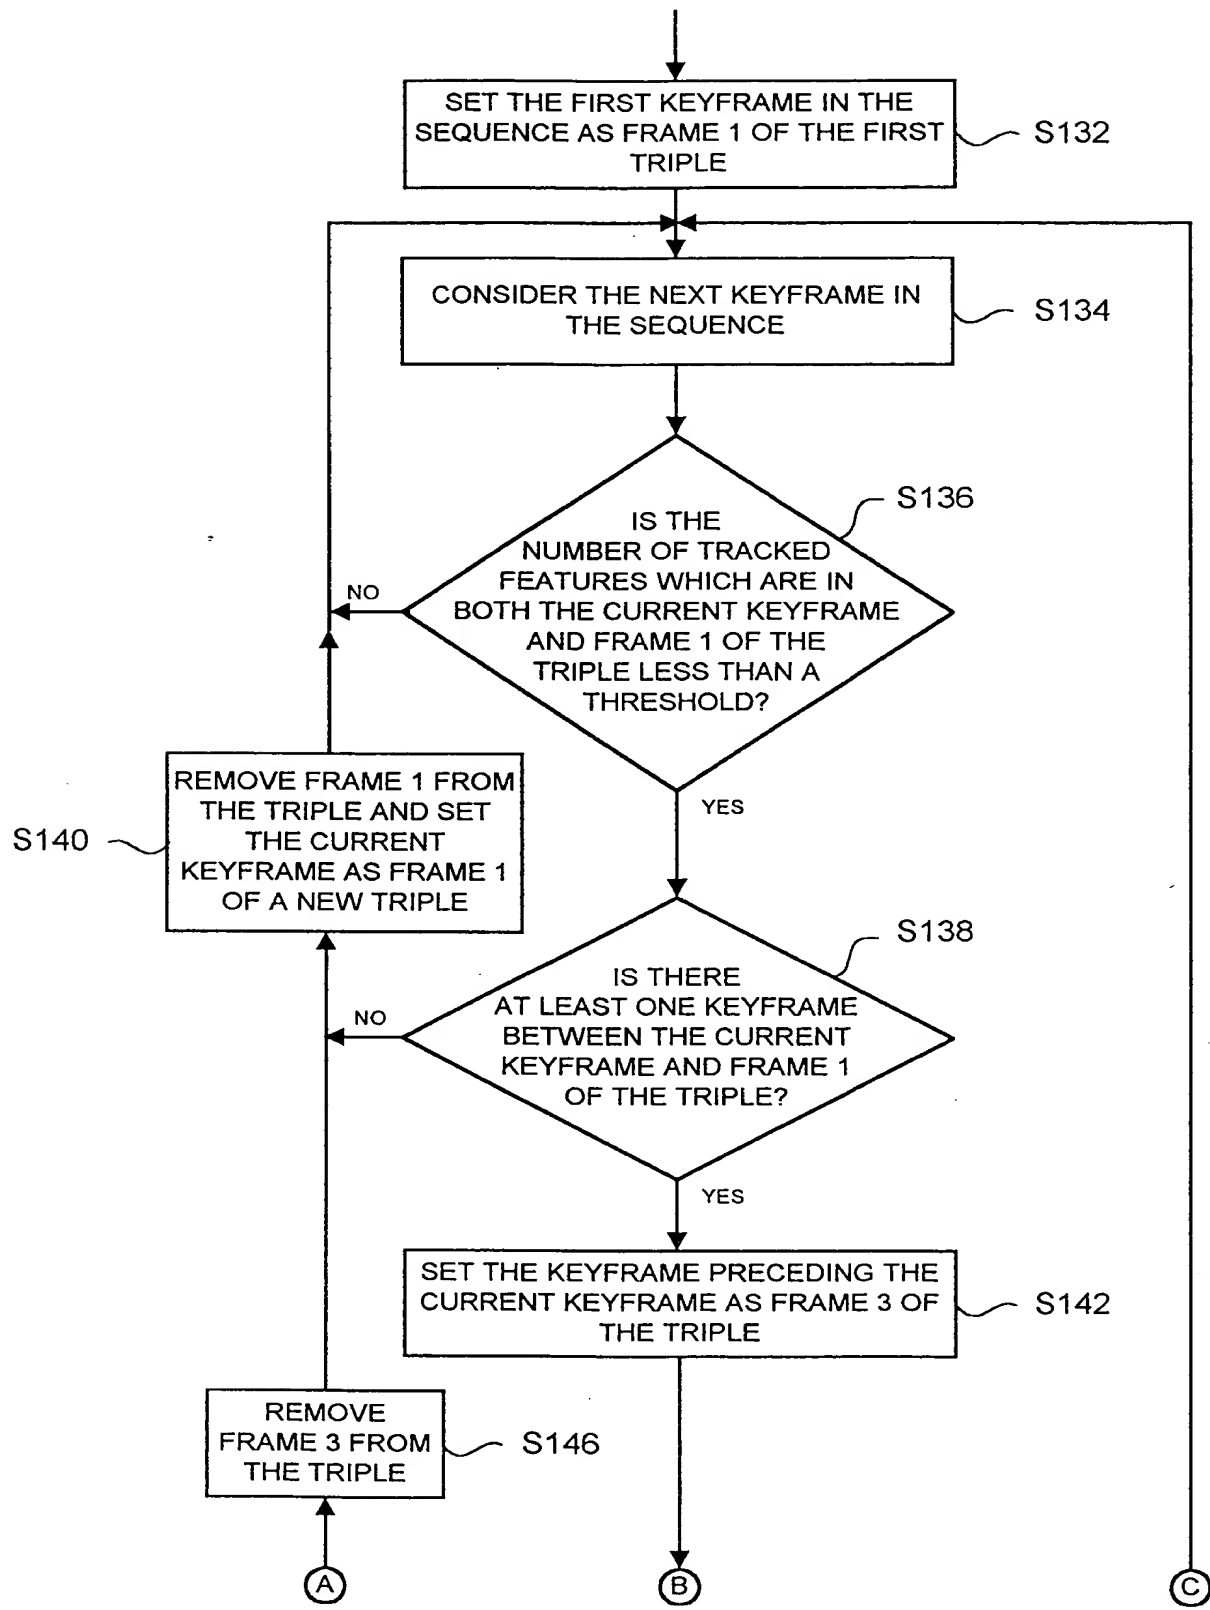 SET THE FIRST KEYFRAME IN THE
SEQUENCE AS FRAME 1 OF THE FIRST
TRIPLE
S132
CONSIDER THE NEXT KEYFRAME IN
THE SEQUENCE
S134
S136
IS THE
NUMBER OF TRACKED
FEATURES WHICH ARE IN
BOTH THE CURRENT KEYFRAME
AND FRAME 1 OF THE
TRIPLE LESS THAN A
THRESHOLD?
NO
YES
REMOVE FRAME 1 FROM
THE TRIPLE AND SET
THE CURRENT
KEYFRAME AS FRAME 1
OF A NEW TRIPLE
S140
S138
IS THERE
AT LEAST ONE KEYFRAME
BETWEEN THE CURRENT
KEYFRAME AND FRAME 1
OF THE TRIPLE?
NO
YES
SET THE KEYFRAME PRECEDING THE
CURRENT KEYFRAME AS FRAME 3 OF
THE TRIPLE
S142
REMOVE
FRAME 3 FROM
THE TRIPLE
S146
A
B
C